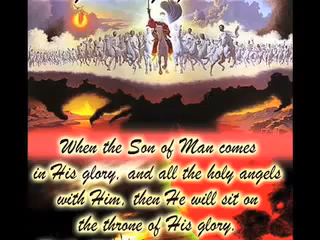 When the Son of Man comes
in His glory, and all the holy angels
with Him, then He will sit on
the throne of His glory.